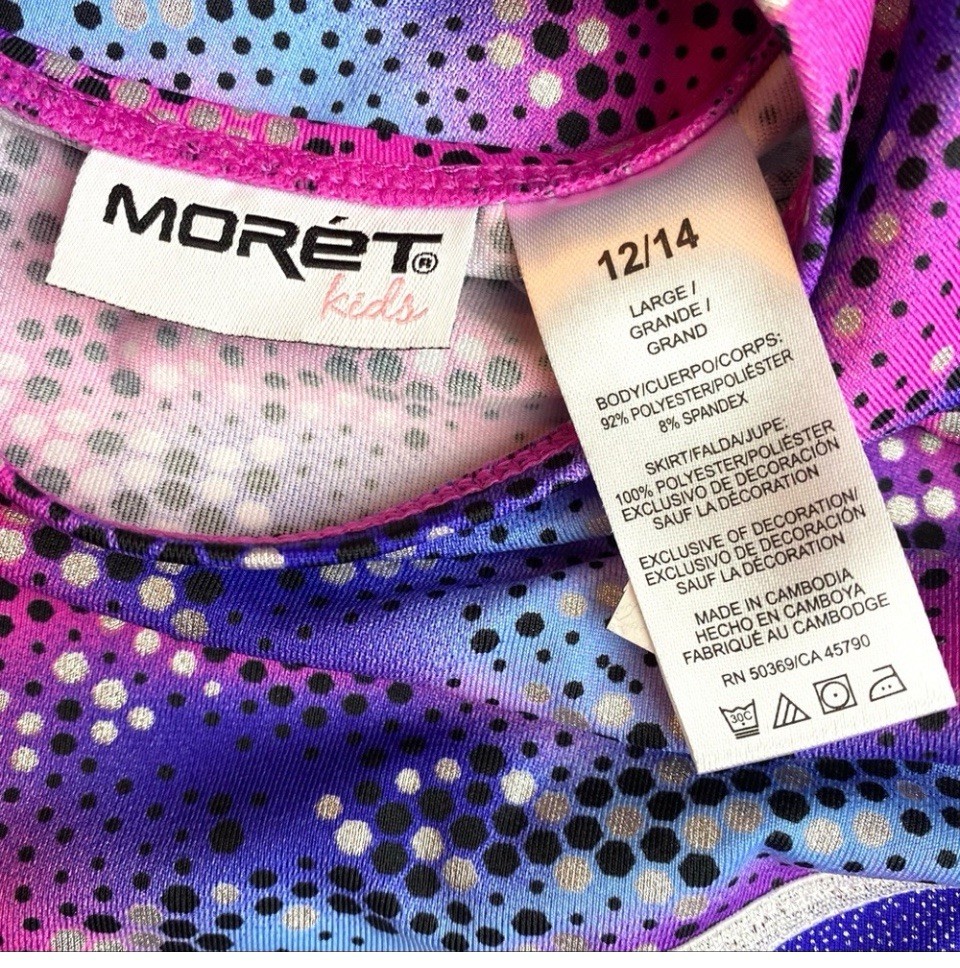 MORéT®
kids
12/14
LARGE /
GRANDE /
GRAND
BODY/CUERPO/CORPS:
92% POLYESTER/POLIÉSTER
8% SPANDEX
SKIRT/FALDA/JUPE:
100% POLYESTER/POLIÉSTER
EXCLUSIVO DE DECORACIÓN
SAUF LA DÉCORATION
EXCLUSIVE OF DECORATION/
EXCLUSIVO DE DECORACIÓN
SAUF LA DÉCORATION
MADE IN CAMBODIA
HECHO EN CAMBOYA
FABRIQUÉ AU CAMBODGE
RN 50369/CA 45790
30C